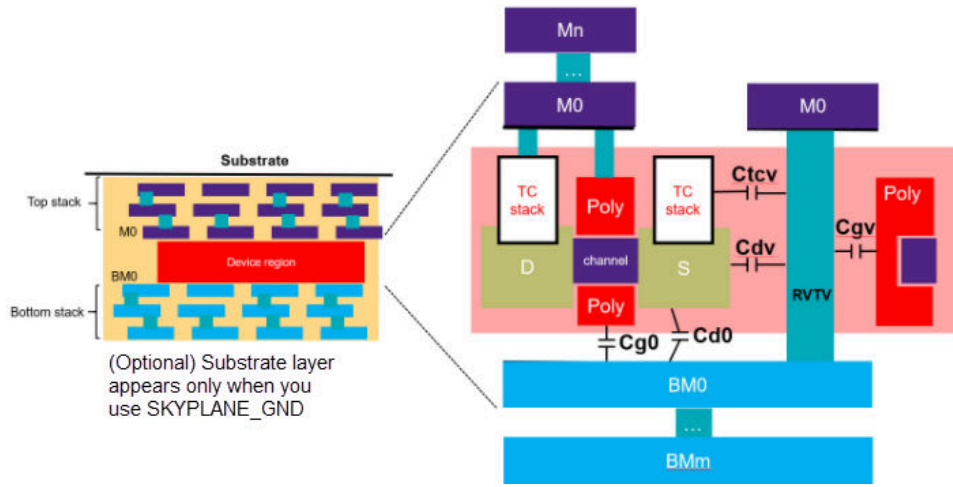 Substrate
Top stack
M0
Device region
BM0
Bottom stack
(Optional) Substrate layer
appears only when you
use SKYPLANE_GND
Mn
...
M0
M0
TC
stack
Poly
TC
stack
Ctcv
Poly
Cgv
D
channel
S
Cdv
RVTV
Poly
Cg0
Cd0
BM0
...
BMm